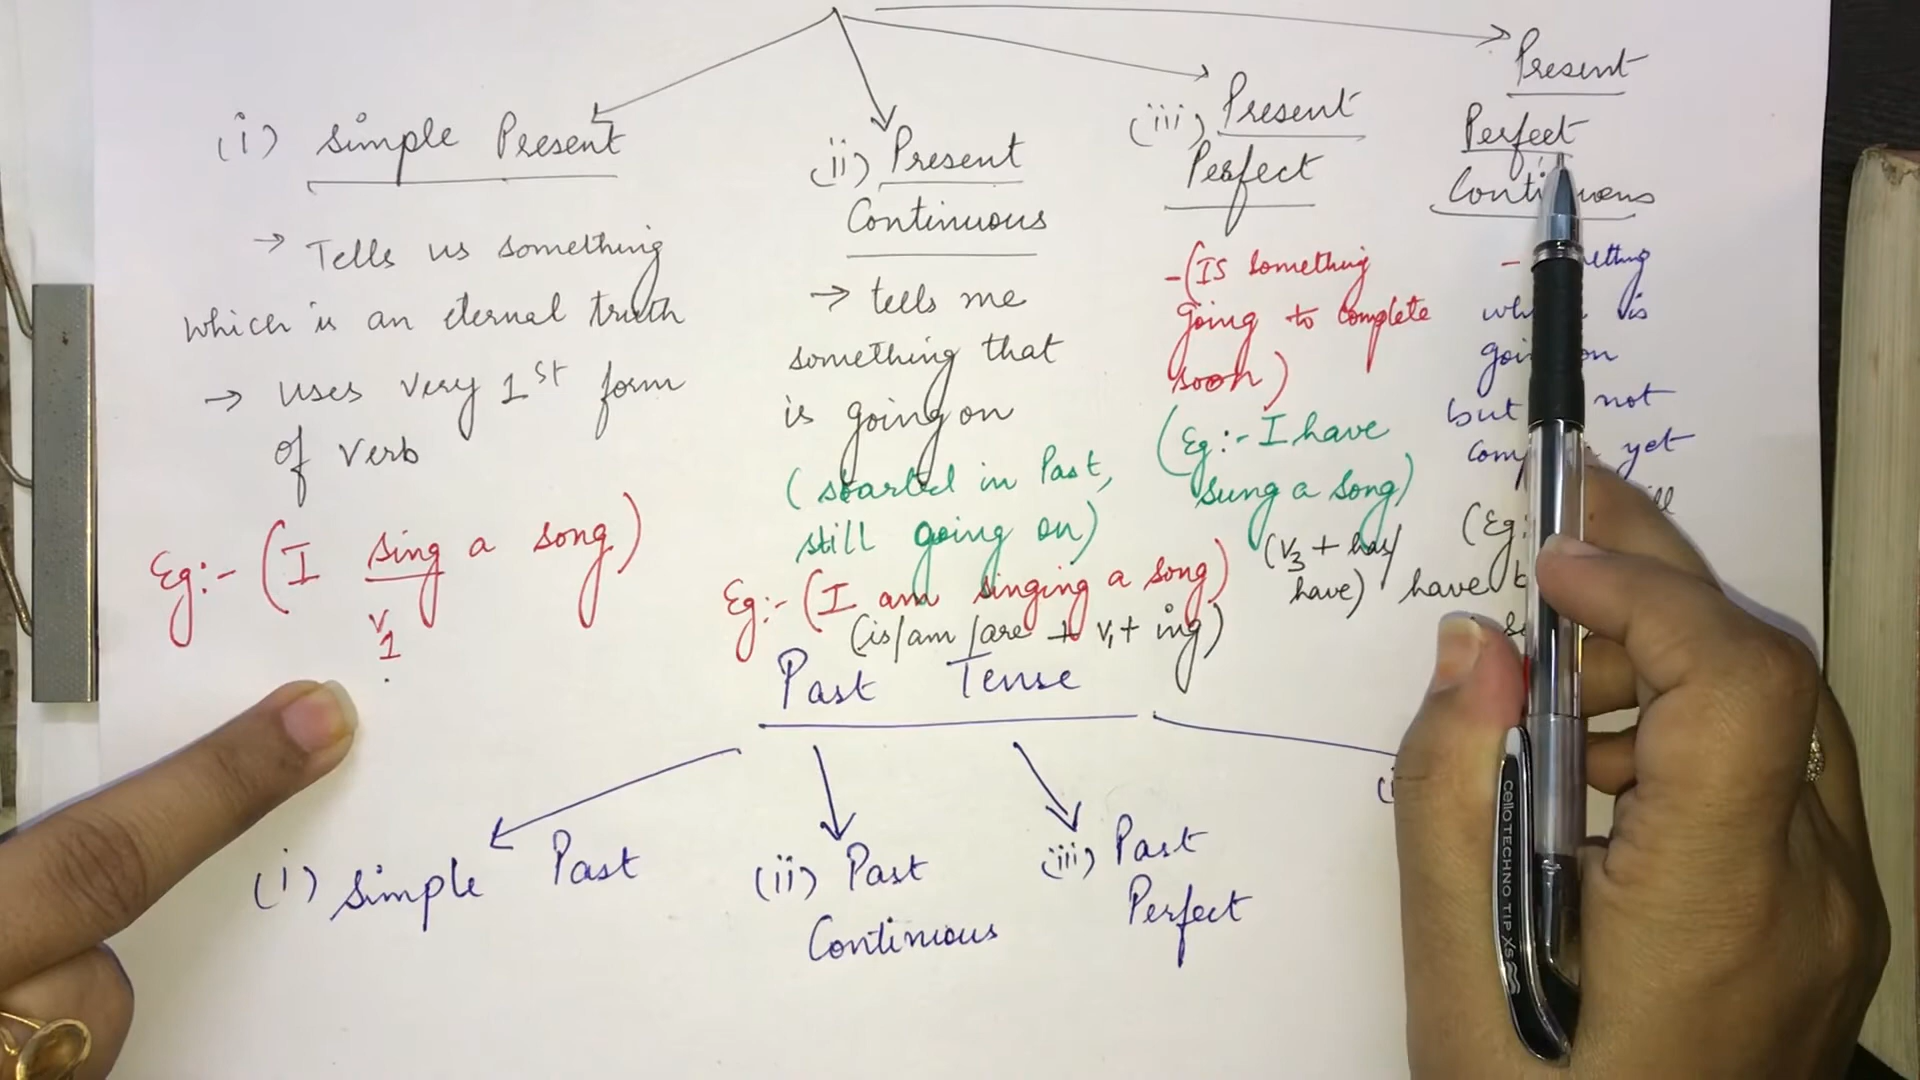 (i) Simple Present
→ Tells us something
which is an eternal truth
→ uses very 1st form
of verb
Eg:- (I sing a song)
V1
(ii) Present
Continuous
→ tells me
something that
is going on
(started in Past,
still going on)
Eg:- (I am singing a song)
(is/am/are + V1 + ing)
(iii) Present
Perfect
-(IS something
going to complete
soon)
(Eg:- I have
sung a song)
(V3 + has/
have)
Present
Perfect
is
on
but not
yet
(Eg:
have
Past Tense
(i) Simple Past
(ii) Past
Continuous
(iii) Past
Perfect
cello TECHNO TIP XS